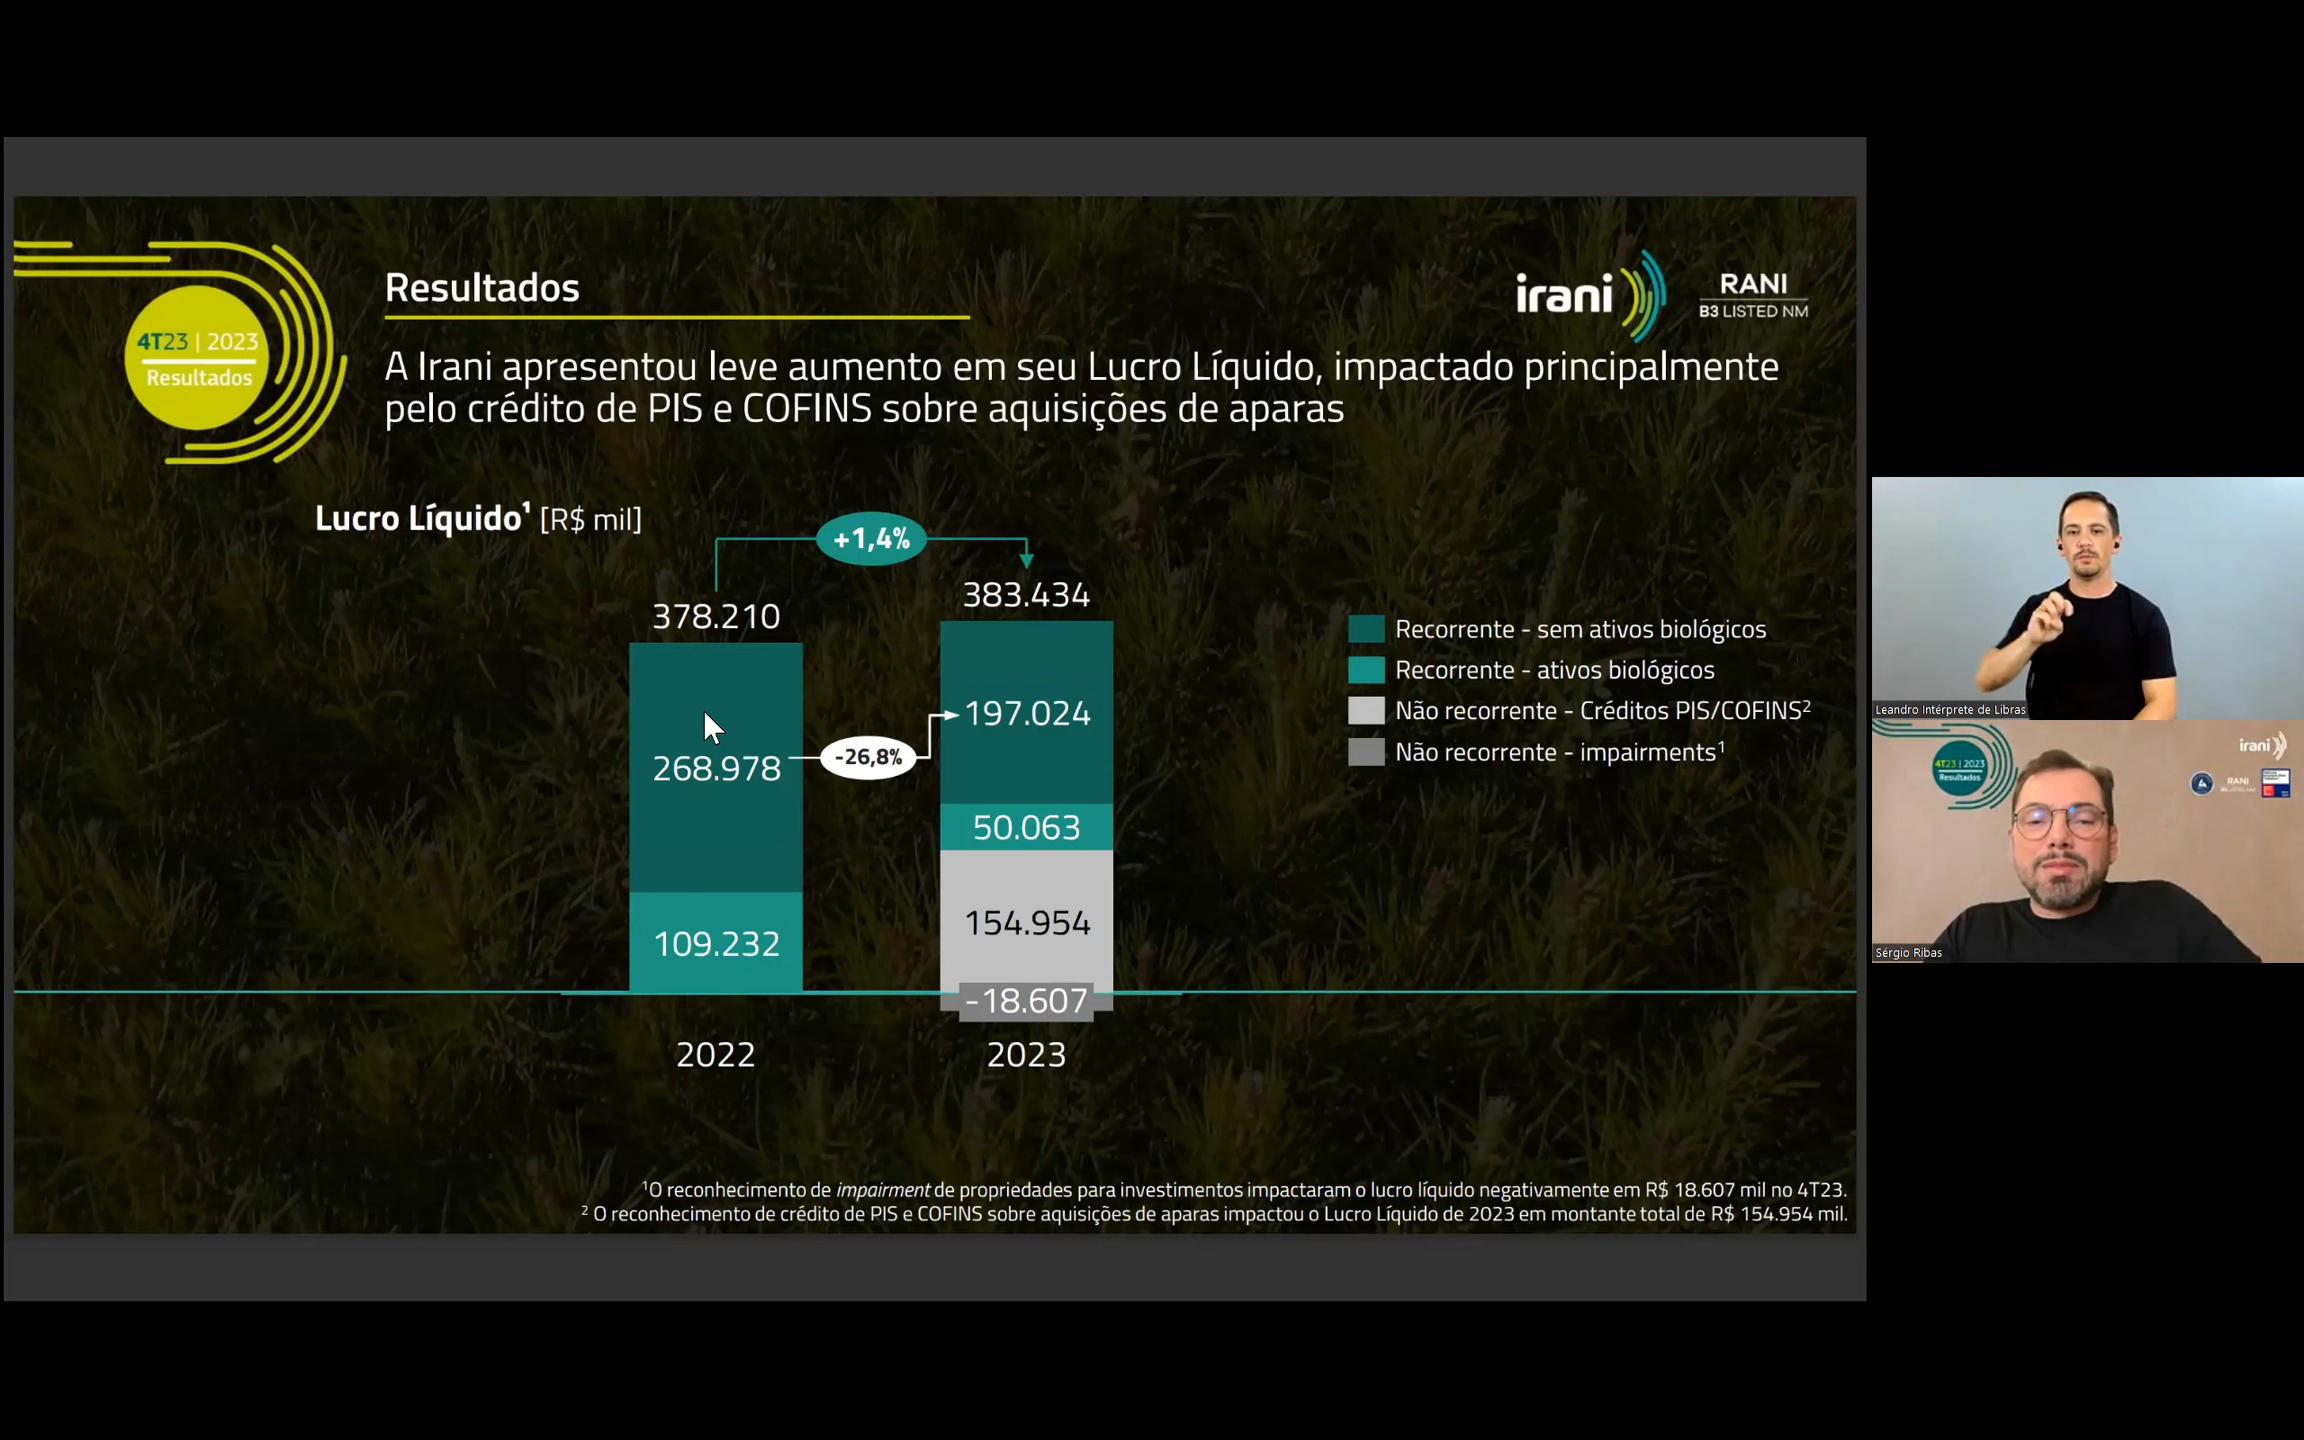 4T23 | 2023
Resultados
Resultados
irani
RANI
B3 LISTED NM
A Irani apresentou leve aumento em seu Lucro Líquido, impactado principalmente
pelo crédito de PIS e COFINS sobre aquisições de aparas
Lucro Líquido¹ [R$ mil]
+1,4%
378.210
383.434
268.978
-26,8%
197.024
50.063
109.232
154.954
-18.607
2022
2023
Recorrente - sem ativos biológicos
Recorrente - ativos biológicos
Não recorrente - Créditos PIS/COFINS²
Não recorrente - impairments¹
¹O reconhecimento de impairment de propriedades para investimentos impactaram o lucro líquido negativamente em R$ 18.607 mil no 4T23.
² O reconhecimento de crédito de PIS e COFINS sobre aquisições de aparas impactou o Lucro Líquido de 2023 em montante total de R$ 154.954 mil.
Leandro Intérprete de Libras
4T23 | 2023
Resultados
irani
RANI
Sérgio Ribas